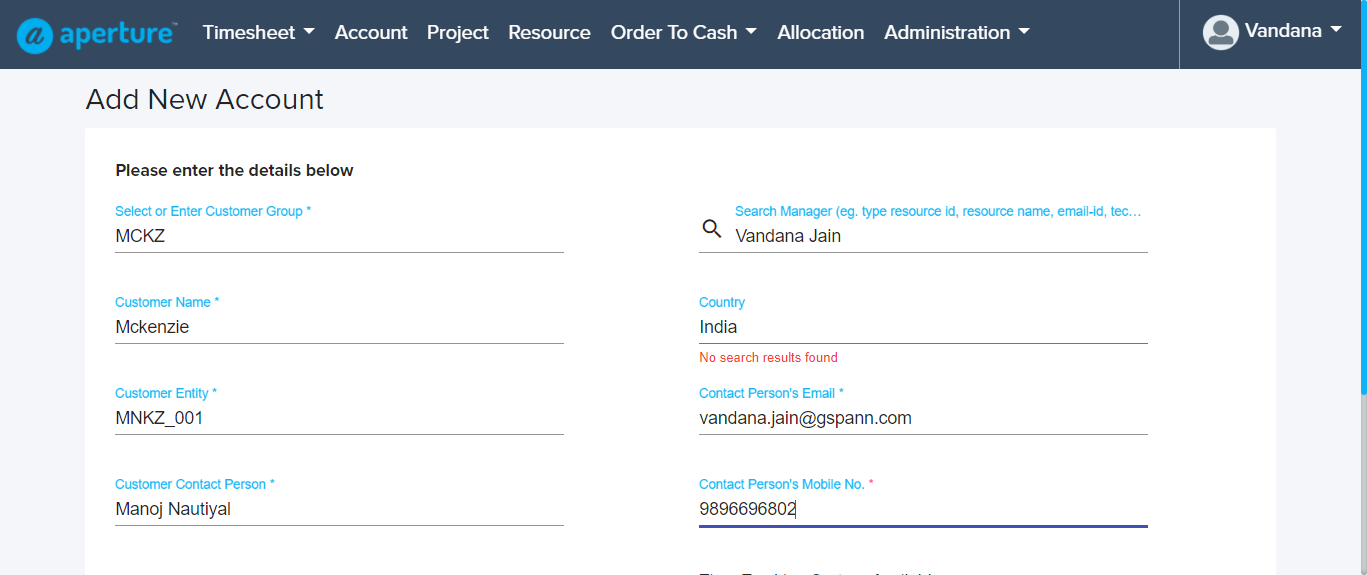 aperture™ Timesheet Account Project Resource Order To Cash Allocation Administration Vandana
Add New Account
Please enter the details below
Select or Enter Customer Group *
MCKZ
Search Manager (eg. type resource id, resource name, email-id, tec…
Vandana Jain
Customer Name *
Mckenzie
Country
India
No search results found
Customer Entity *
MNKZ_001
Contact Person's Email *
vandana.jain@gspann.com
Customer Contact Person *
Manoj Nautiyal
Contact Person's Mobile No. *
9896696802